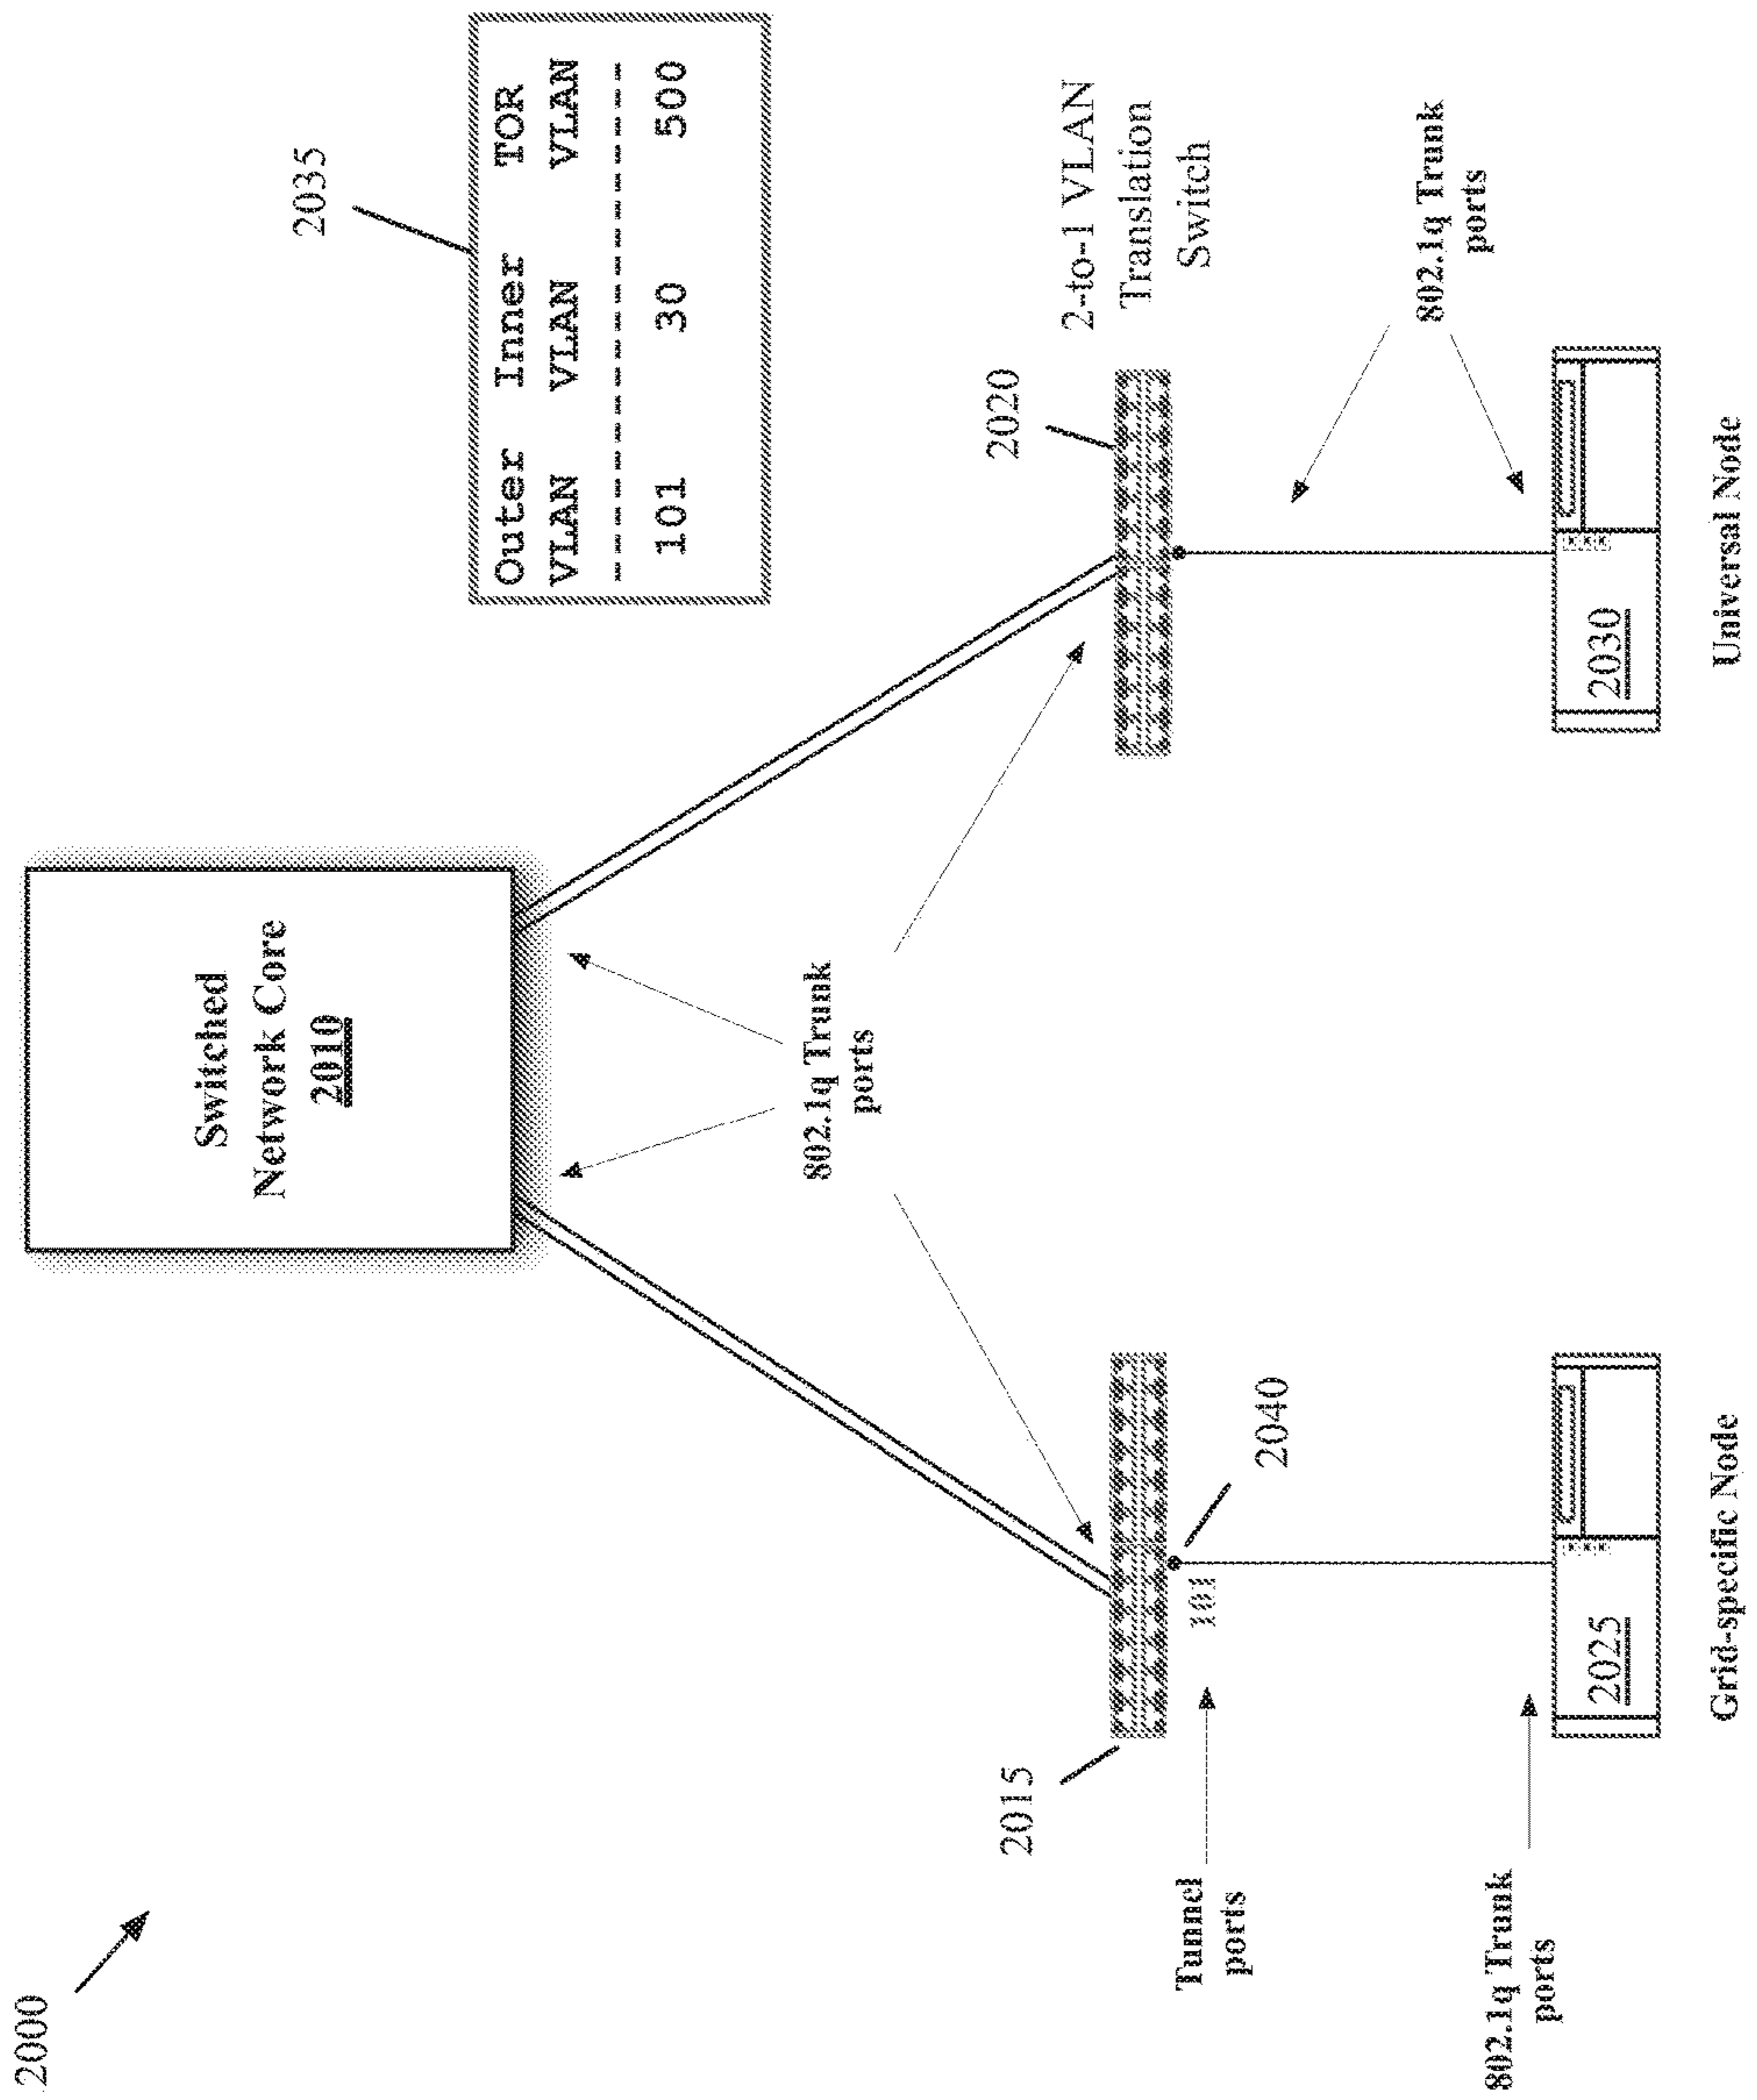 2000
Switched
Network Core
2010
2035
Outer Inner TOR
VLAN VLAN VLAN
---------------------
101 30 500
802.1q Trunk
ports
2015
2020
2-to-1 VLAN
Translation
Switch
Tunnel
ports
101
2040
802.1q Trunk
ports
802.1q Trunk
ports
2025
2030
Grid-specific Node
Universal Node